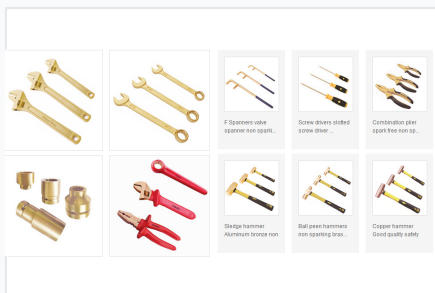 F Spanners valve
spanner non sparki...
Screw drivers slotted
screw driver ...
Combination plier
spark free non sp...
Sledge hammer
Aluminum bronze non
Ball peen hammers
non sparking bras...
Copper hammer
Good quality safety